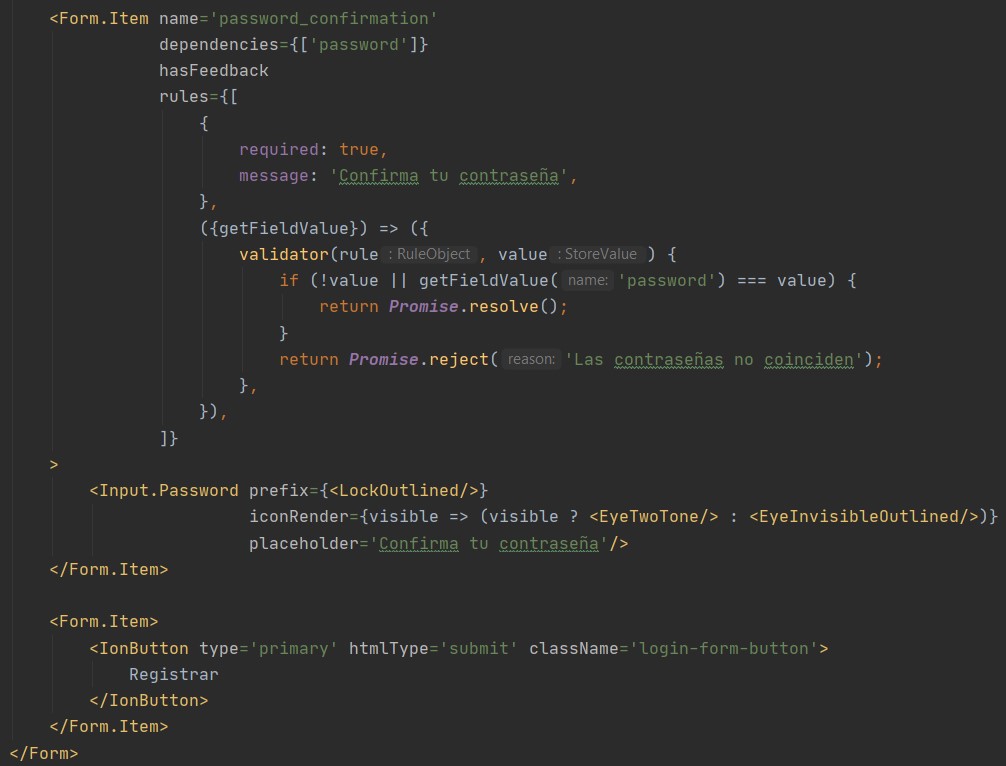 <Form.Item name='password_confirmation'
dependencies={['password']}
hasFeedback
rules={[
{
required: true,
message: 'Confirma tu contraseña',
},
({getFieldValue}) => ({
validator(rule : RuleObject , value : StoreValue ) {
if (!value || getFieldValue( name: 'password') === value) {
return Promise.resolve();
}
return Promise.reject( reason: 'Las contraseñas no coinciden');
},
}),
]}
>
<Input.Password prefix={<LockOutlined/>}
iconRender={visible => (visible ? <EyeTwoTone/> : <EyeInvisibleOutlined/>)}
placeholder='Confirma tu contraseña'/>
</Form.Item>
<Form.Item>
<IonButton type='primary' htmlType='submit' className='login-form-button'>
Registrar
</IonButton>
</Form.Item>
</Form>